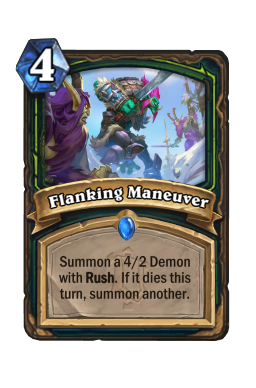 4
Flanking Maneuver
Summon a 4/2 Demon
with Rush. If it dies this
turn, summon another.